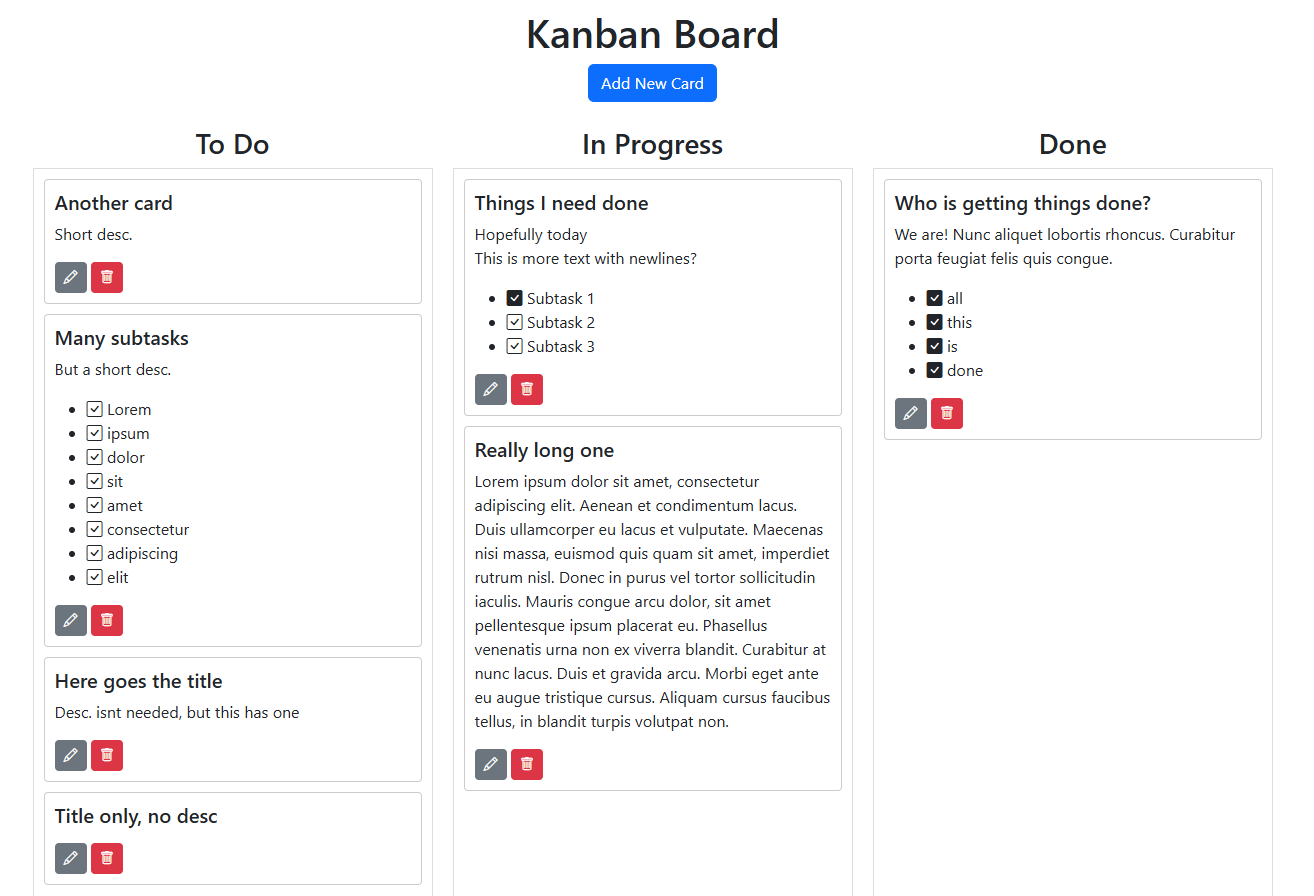 Kanban Board
Add New Card
To Do
Another card
Short desc.
Many subtasks
But a short desc.
Lorem
ipsum
dolor
sit
amet
consectetur
adipiscing
elit
Here goes the title
Desc. isnt needed, but this has one
Title only, no desc
In Progress
Things I need done
Hopefully today
This is more text with newlines?
Subtask 1
Subtask 2
Subtask 3
Really long one
Lorem ipsum dolor sit amet, consectetur
adipiscing elit. Aenean et condimentum lacus.
Duis ullamcorper eu lacus et vulputate. Maecenas
nisi massa, euismod quis quam sit amet, imperdiet
rutrum nisl. Donec in purus vel tortor sollicitudin
iaculis. Mauris congue arcu dolor, sit amet
pellentesque ipsum placerat eu. Phasellus
venenatis urna non ex viverra blandit. Curabitur at
nunc lacus. Duis et gravida arcu. Morbi eget ante
eu augue tristique cursus. Aliquam cursus faucibus
tellus, in blandit turpis volutpat non.
Done
Who is getting things done?
We are! Nunc aliquet lobortis rhoncus. Curabitur
porta feugiat felis quis congue.
all
this
is
done